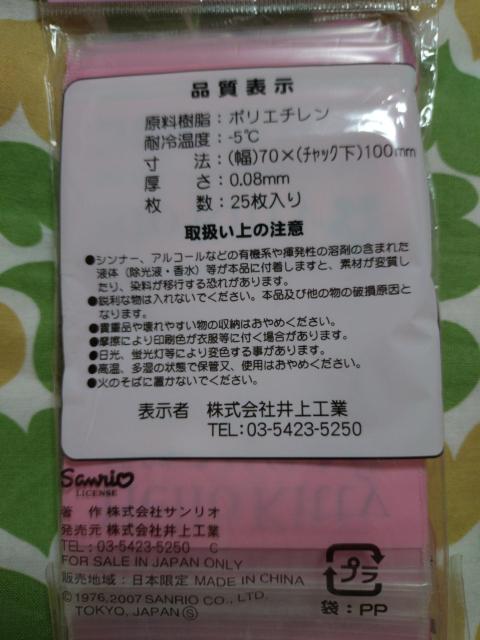 品質表示
原料樹脂：ポリエチレン
耐冷温度：-5℃
寸　法：(幅)70×(チャック下)100mm
厚　さ：0.08mm
枚　数：25枚入り
取扱い上の注意
●シンナー、アルコールなどの有機系や揮発性の溶剤の含まれた
液体（除光液・香水）等が本品に付着しますと、素材が変質し
たり、染料が移行する恐れがあります。
●鋭利な物は入れないでください。本品及び他の物の破損原因と
なります。
●貴重品や壊れやすい物の収納はおやめください。
●摩擦により印刷色が衣服等に付く場合があります。
●日光、蛍光灯等により変色する事があります。
●高温、多湿の状態で保管又、使用はおやめください。
●火のそばに置かないでください。
表示者　株式会社井上工業
TEL：03-5423-5250
Sanrio
LICENSE
著　作 株式会社サンリオ
発売元 株式会社井上工業
TEL：03-5423-5250　C
FOR SALE IN JAPAN ONLY
販売地域：日本限定 MADE IN CHINA
©1976,2007 SANRIO CO., LTD.
TOKYO, JAPAN Ⓢ
プラ
袋：PP